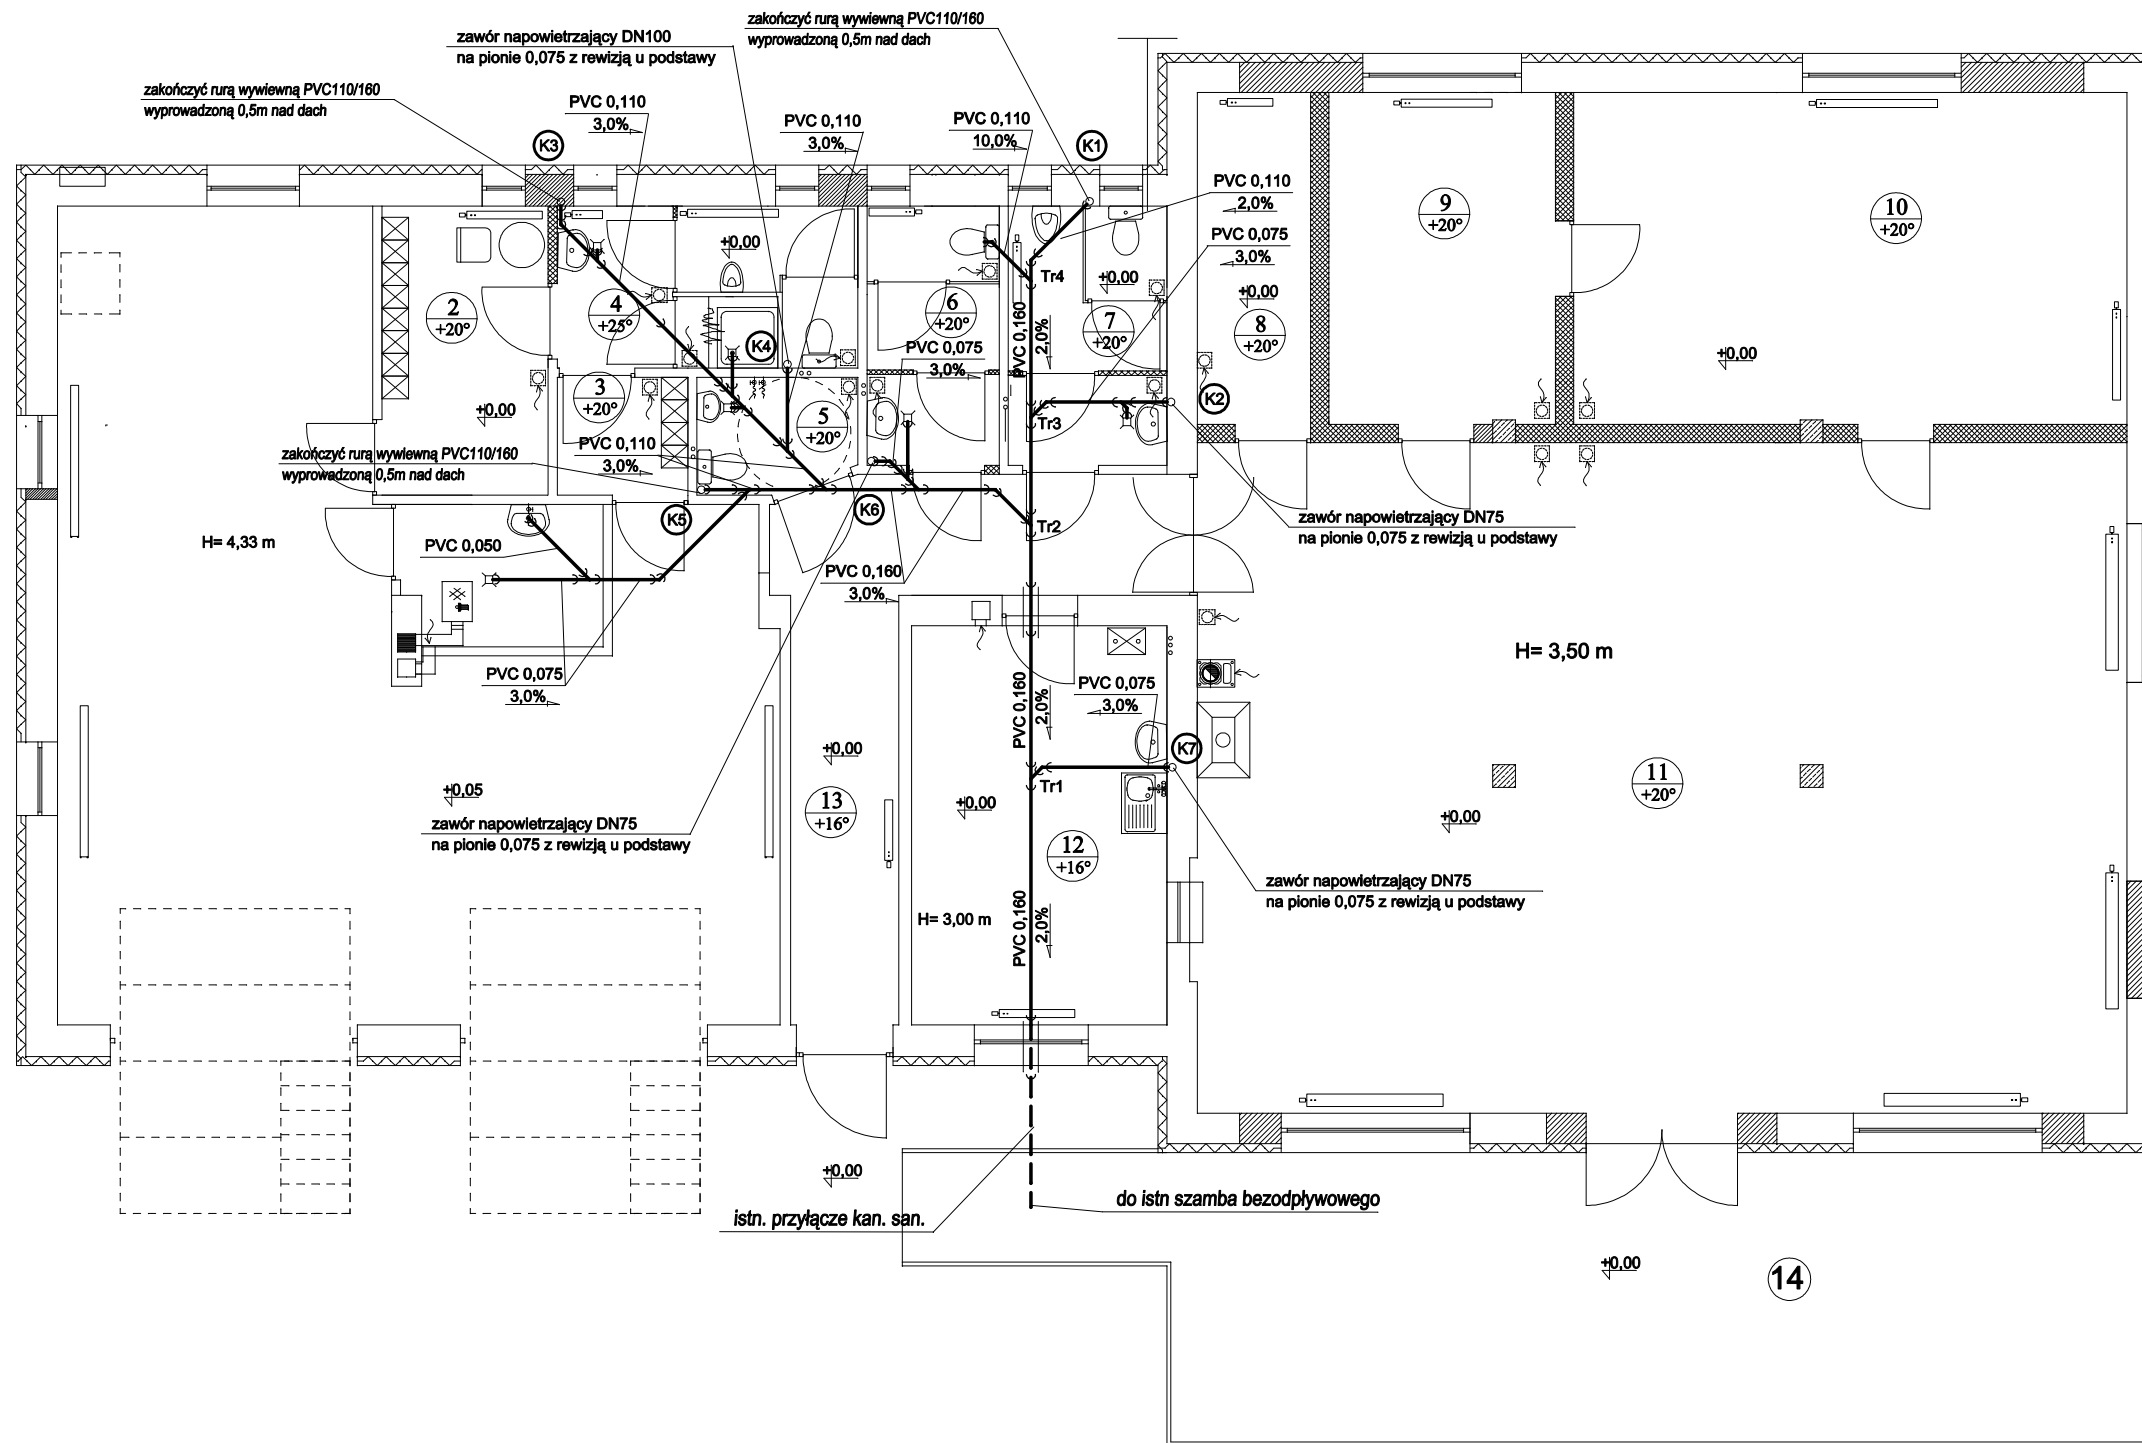 zakończyć rurą wywiewną PVC110/160
wyprowadzoną 0,5m nad dach
zawór napowietrzający DN100
na pionie 0,075 z rewizją u podstawy
zakończyć rurą wywiewną PVC110/160
wyprowadzoną 0,5m nad dach
PVC 0,110
3,0%
PVC 0,110
3,0%
PVC 0,110
10,0%
K3
K1
PVC 0,110
2,0%
PVC 0,075
3,0%
9
+20°
10
+20°
+0,00
Tr4
+0,00
+0,00
2
+20°
4
+25°
6
+20°
7
+20°
8
+20°
PVC 0,160
2,0%
K4
PVC 0,075
3,0%
+0,00
3
+20°
+0,00
5
+20°
K2
Tr3
PVC 0,110
3,0%
zakończyć rurą wywiewną PVC110/160
wyprowadzoną 0,5m nad dach
K5
K6
Tr2
zawór napowietrzający DN75
na pionie 0,075 z rewizją u podstawy
H= 4,33 m
PVC 0,050
PVC 0,160
3,0%
PVC 0,075
3,0%
PVC 0,160
2,0%
PVC 0,075
3,0%
H= 3,50 m
+0,00
K7
Tr1
+0,05
+0,00
13
+16°
11
+20°
+0,00
zawór napowietrzający DN75
na pionie 0,075 z rewizją u podstawy
12
+16°
zawór napowietrzający DN75
na pionie 0,075 z rewizją u podstawy
H= 3,00 m
PVC 0,160
2,0%
+0,00
do istn szamba bezodpływowego
istn. przyłącze kan. san.
+0,00
14